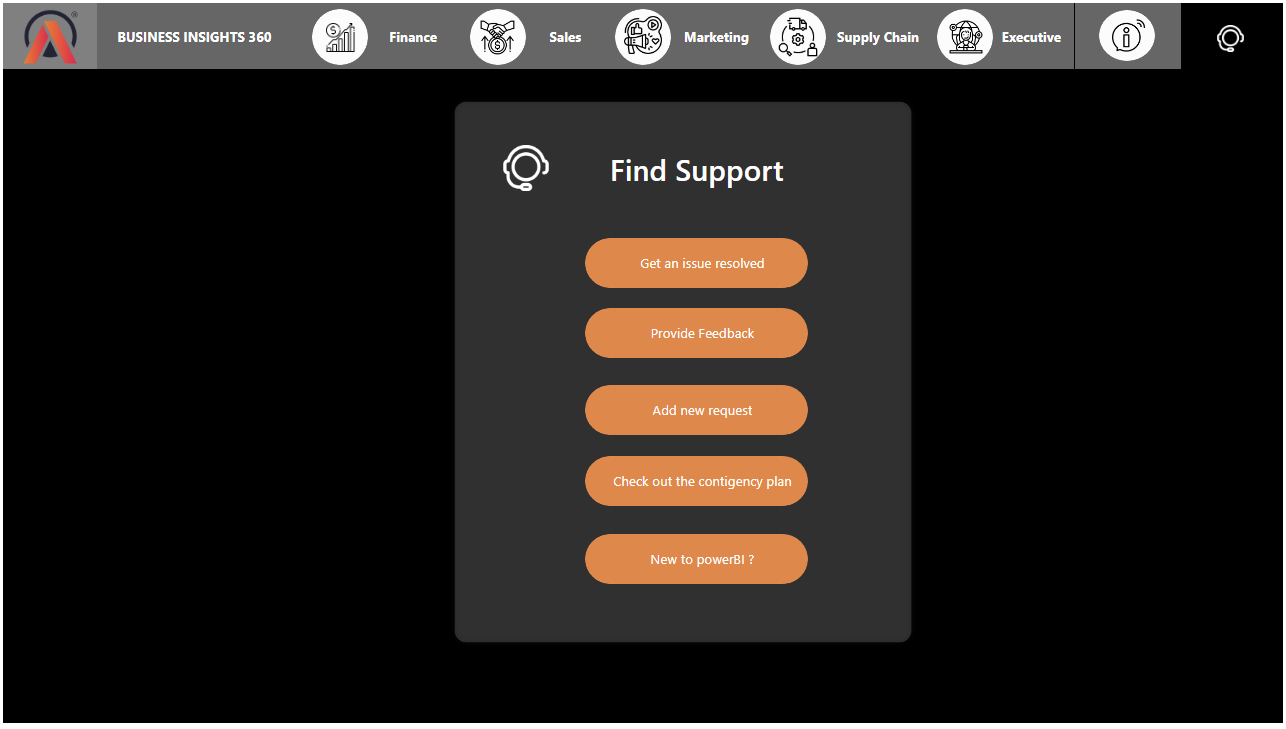 BUSINESS INSIGHTS 360 Finance Sales Marketing Supply Chain Executive
Find Support
Get an issue resolved
Provide Feedback
Add new request
Check out the contigency plan
New to powerBI ?